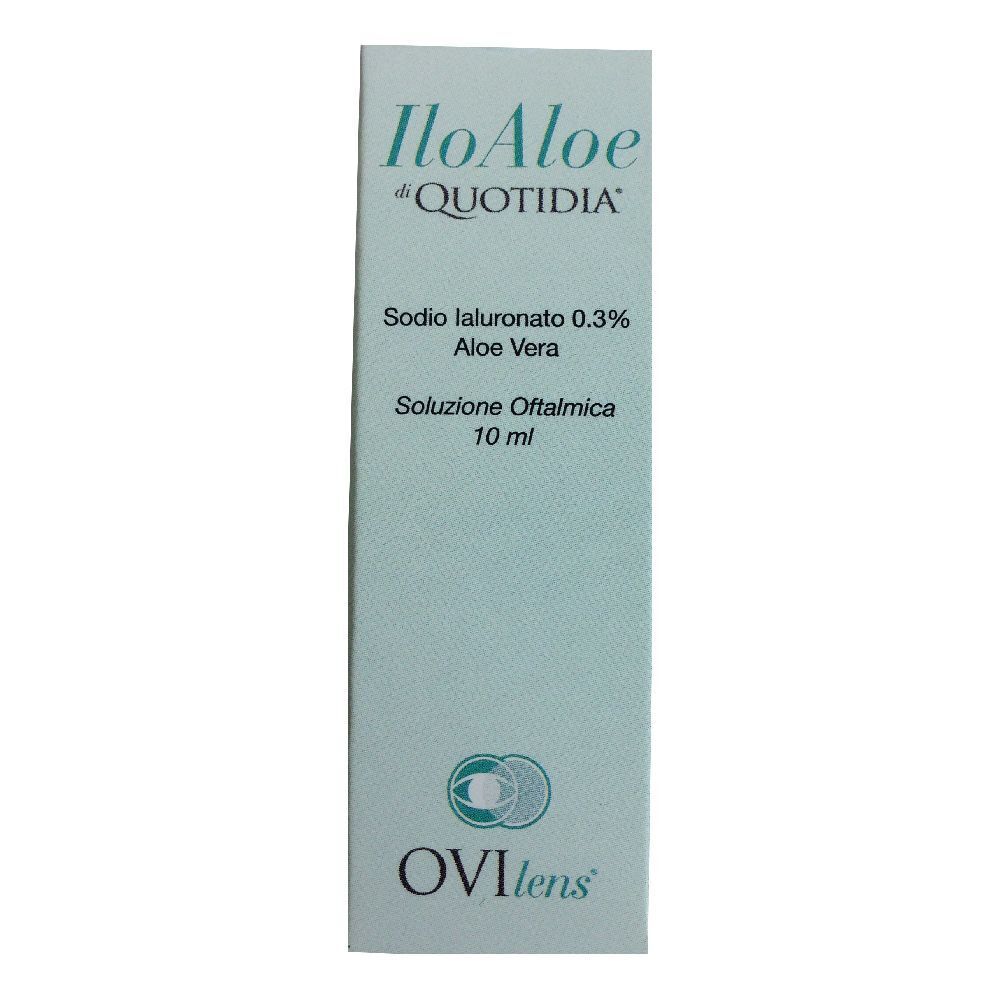 IloAloe
di QUOTIDIA®
Sodio Ialuronato 0.3%
Aloe Vera
Soluzione Oftalmica
10 ml
OVIlens®